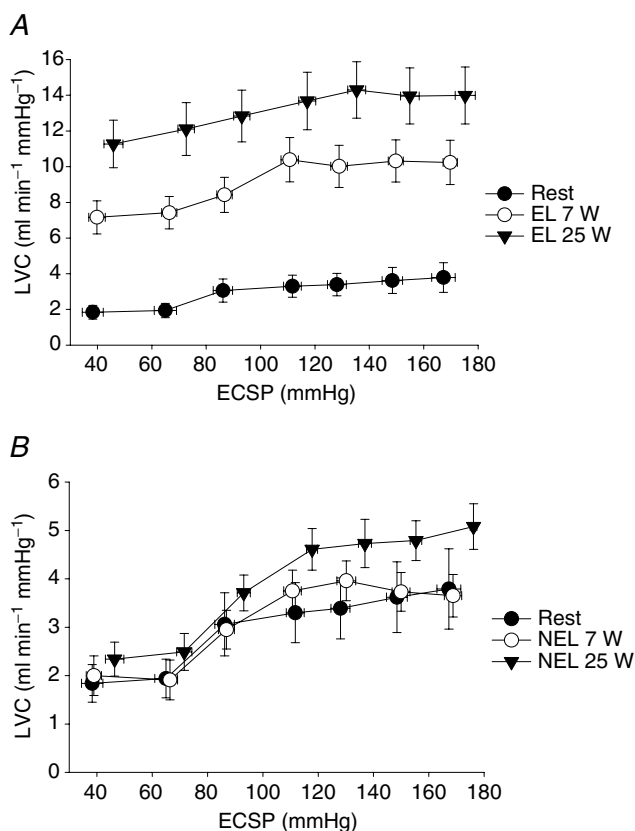 A
LVC (ml min⁻¹ mmHg⁻¹)
16
14
12
10
8
6
4
2
0
40 60 80 100 120 140 160 180
ECSP (mmHg)
Rest
EL 7 W
EL 25 W
B
LVC (ml min⁻¹ mmHg⁻¹)
6
5
4
3
2
1
0
40 60 80 100 120 140 160 180
ECSP (mmHg)
Rest
NEL 7 W
NEL 25 W